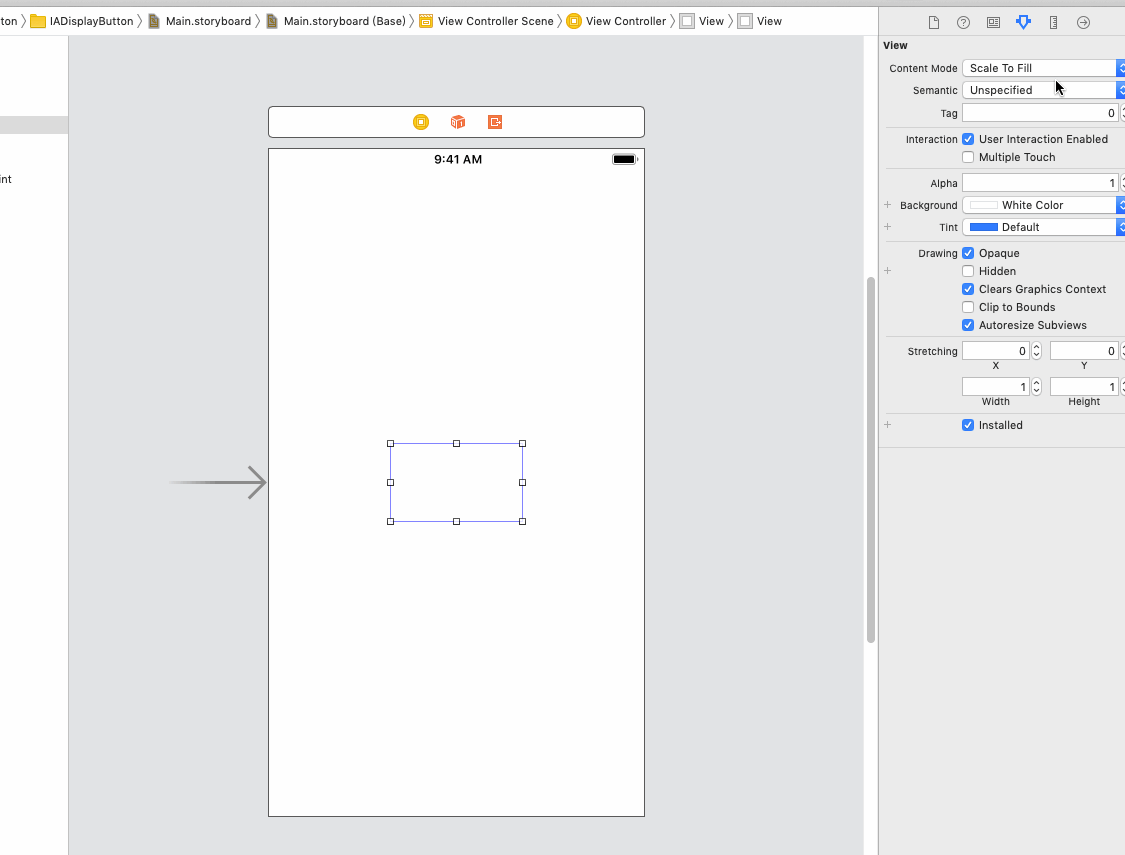 ton IADisplayButton Main.storyboard Main.storyboard (Base) View Controller Scene View Controller View View
int
9:41 AM
View
Content Mode Scale To Fill
Semantic Unspecified
Tag 0
Interaction User Interaction Enabled
Multiple Touch
Alpha 1
+ Background White Color
+ Tint Default
Drawing Opaque
+ Hidden
Clears Graphics Context
Clip to Bounds
Autoresize Subviews
Stretching 0 0
X Y
1 1
Width Height
+ Installed